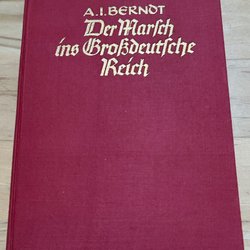 A.I.BERNDT
Der Marsch
ins Großdeutsche
Reich